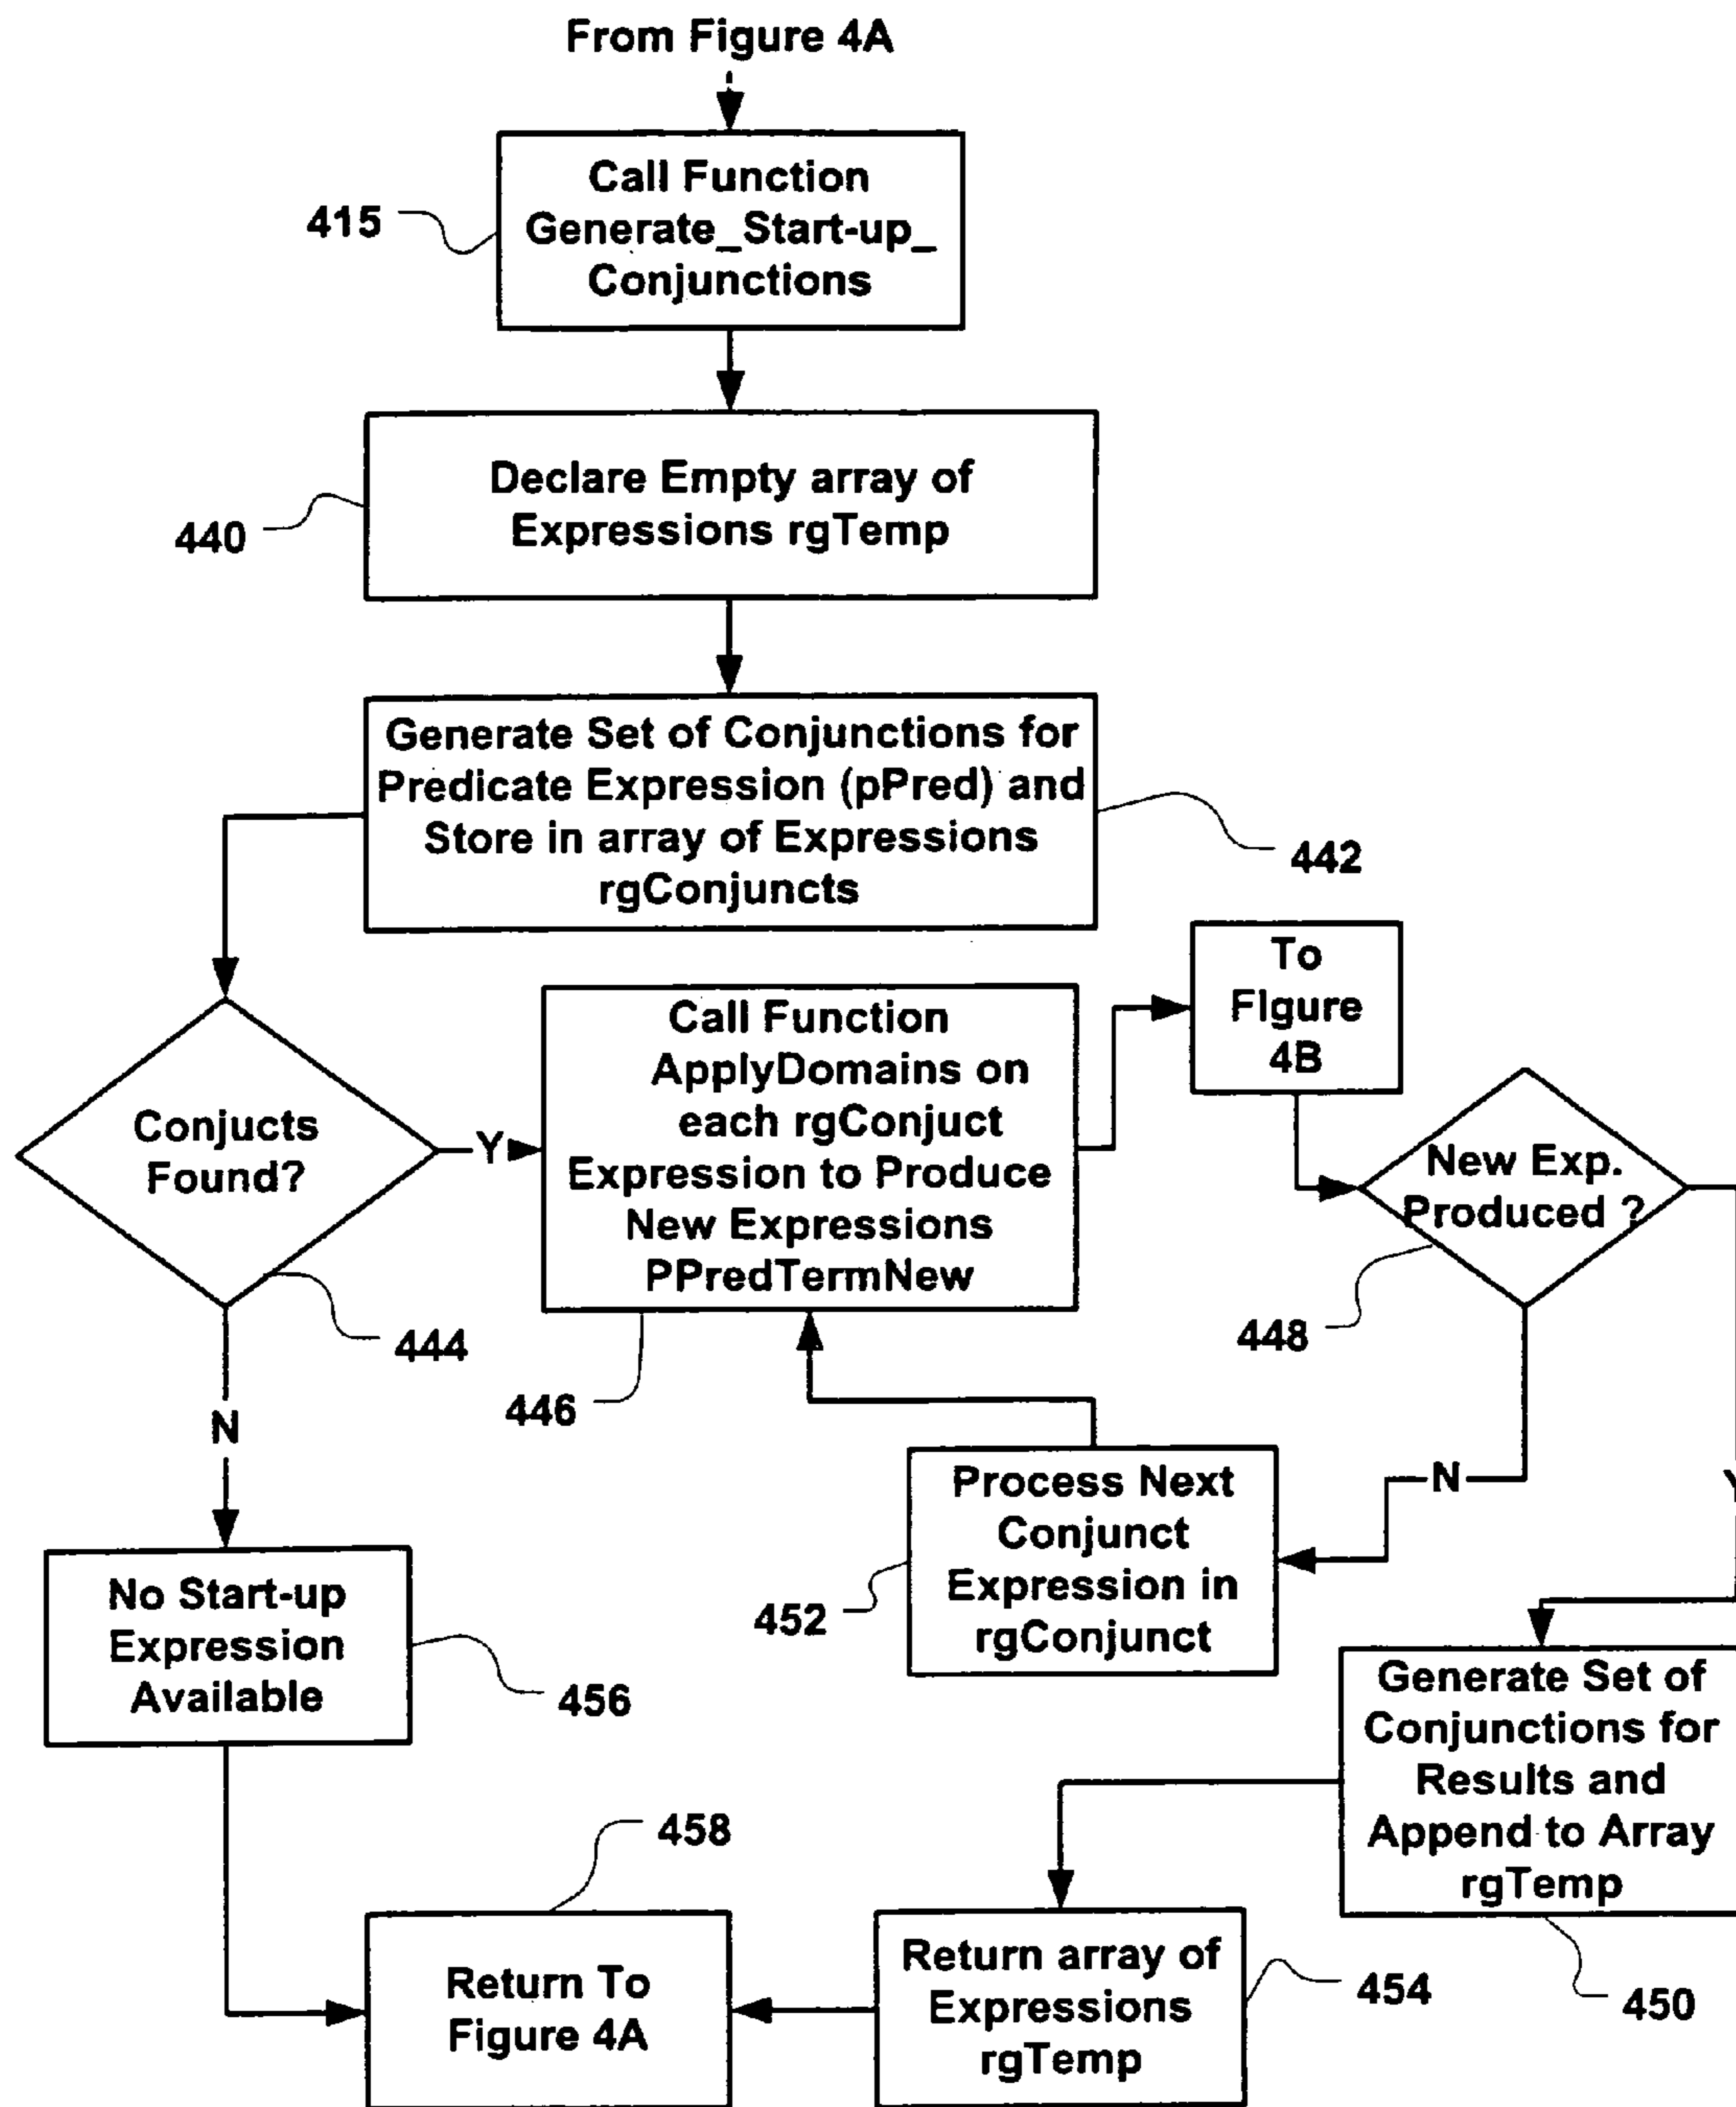 From Figure 4A
Call Function
Generate_Start-up_
Conjunctions
415
Declare Empty array of
Expressions rgTemp
440
Generate Set of Conjunctions for
Predicate Expression (pPred) and
Store in array of Expressions
rgConjuncts
442
To
FIgure
4B
Conjucts
Found?
Y
444
N
Call Function
ApplyDomains on
each rgConjuct
Expression to Produce
New Expressions
PPredTermNew
446
New Exp.
Produced ?
448
N
Y
Process Next
Conjunct
Expression in
rgConjunct
452
No Start-up
Expression
Available
456
Generate Set of
Conjunctions for
Results and
Append to Array
rgTemp
450
458
Return To
Figure 4A
Return array of
Expressions
rgTemp
454